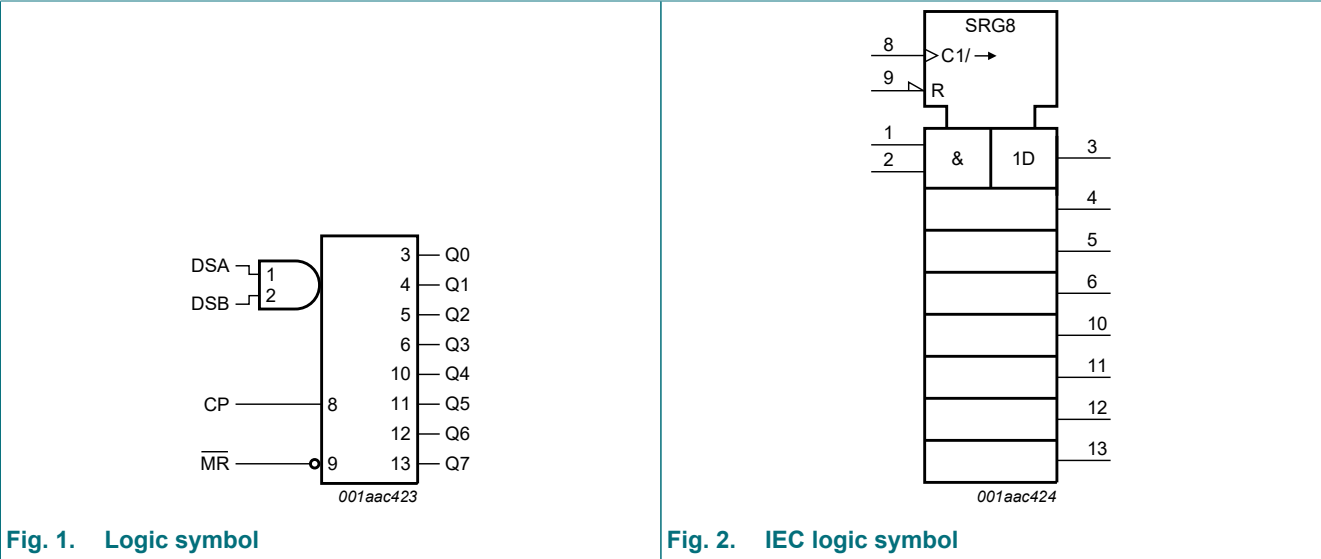 DSA
DSB
1
2
CP
8
MR
9
3
Q0
4
Q1
5
Q2
6
Q3
10
Q4
11
Q5
12
Q6
13
Q7
001aac423
Fig. 1. Logic symbol
SRG8
8
C1/ →
9
R
1
2
&
1D
3
4
5
6
10
11
12
13
001aac424
Fig. 2. IEC logic symbol